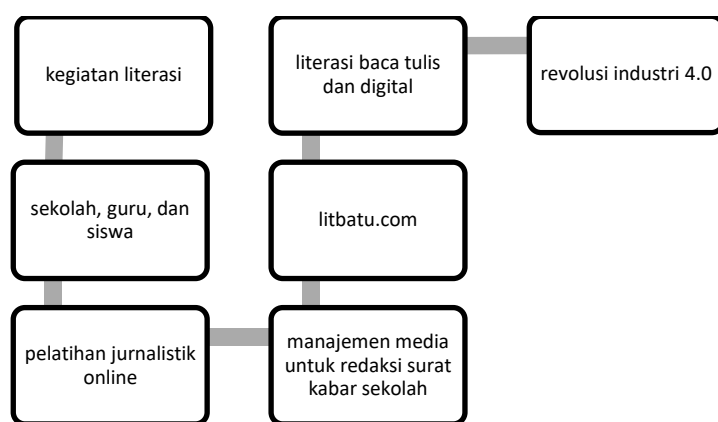 kegiatan literasi
sekolah, guru, dan
siswa
pelatihan jurnalistik
online
manajemen media
untuk redaksi surat
kabar sekolah
litbatu.com
literasi baca tulis
dan digital
revolusi industri 4.0